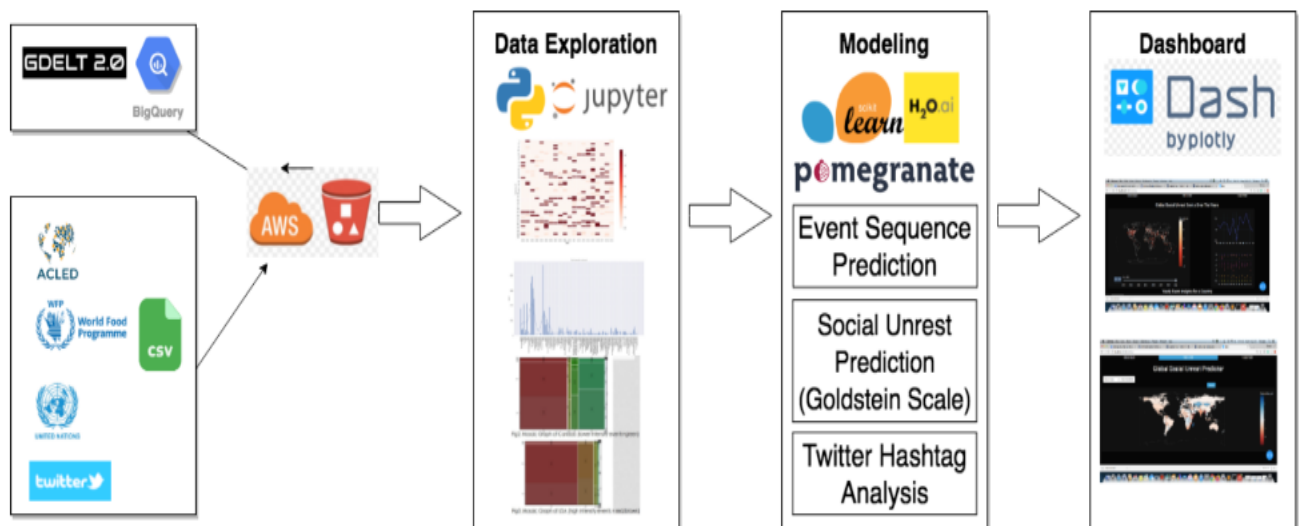 GDELT 2.0
BigQuery
ACLED
WFP
World Food
Programme
CSV
UNITED NATIONS
twitter
AWS
Data Exploration
jupyter
Modeling
scikit
learn
H2O.ai
pomegranate
Event Sequence
Prediction
Social Unrest
Prediction
(Goldstein Scale)
Twitter Hashtag
Analysis
Dashboard
Dash
by plotly
Global Social Unrest Predictor